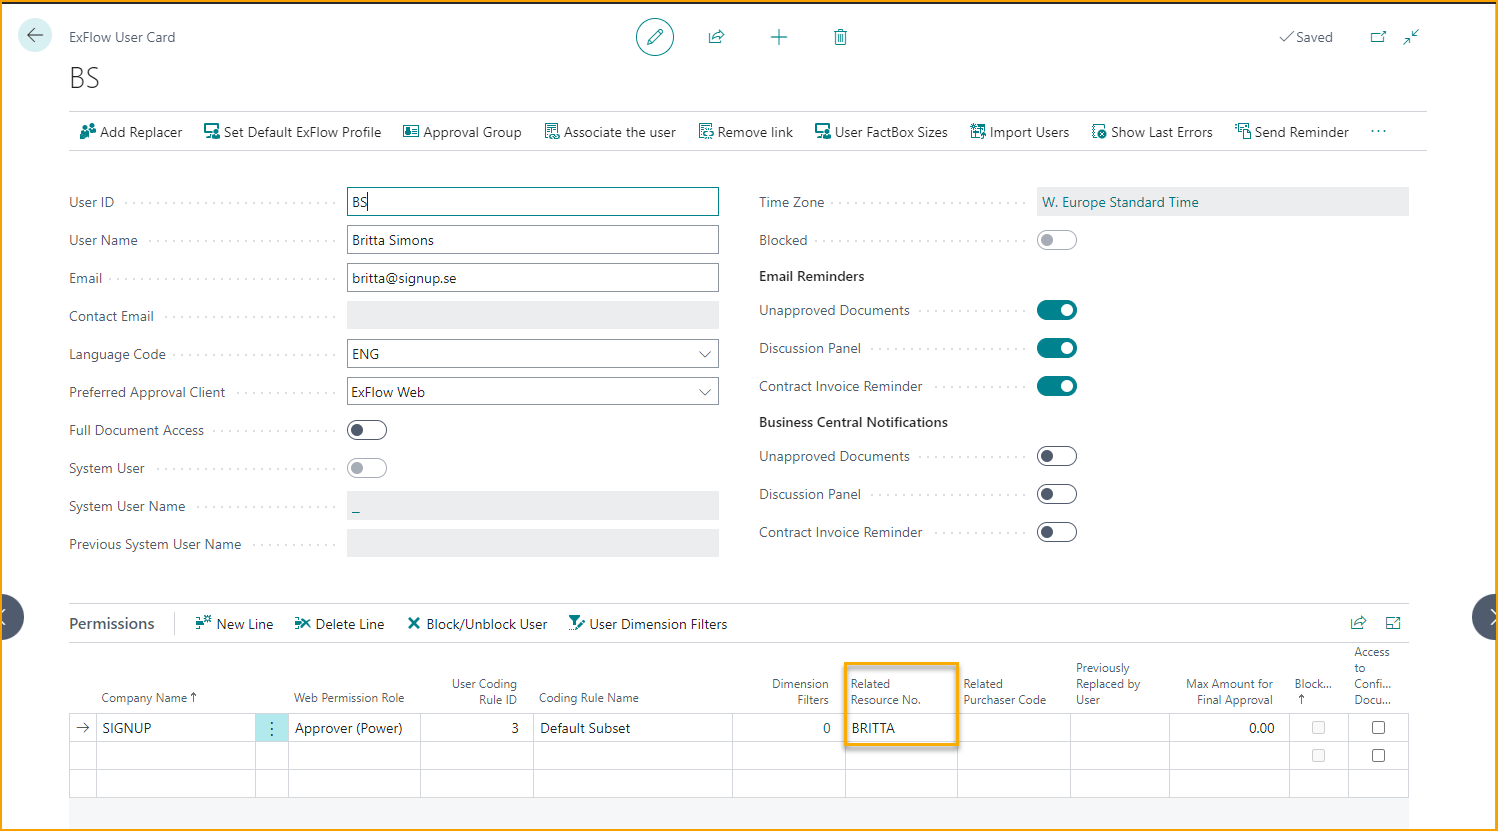 ExFlow User Card
Saved
BS
Add Replacer
Set Default ExFlow Profile
Approval Group
Associate the user
Remove link
User FactBox Sizes
Import Users
Show Last Errors
Send Reminder
User ID
BS
User Name
Britta Simons
Email
britta@signup.se
Contact Email
Language Code
ENG
Preferred Approval Client
ExFlow Web
Full Document Access
System User
System User Name
_
Previous System User Name
Time Zone
W. Europe Standard Time
Blocked
Email Reminders
Unapproved Documents
Discussion Panel
Contract Invoice Reminder
Business Central Notifications
Unapproved Documents
Discussion Panel
Contract Invoice Reminder
Permissions
New Line
Delete Line
Block/Unblock User
User Dimension Filters
Company Name ↑
Web Permission Role
User Coding
Rule ID
Coding Rule Name
Dimension
Filters
Related
Resource No.
Related
Purchaser Code
Previously
Replaced by
User
Max Amount for
Final Approval
Block...
↑
Access
to
Confi...
Docu...
SIGNUP
Approver (Power)
3
Default Subset
0
BRITTA
0.00